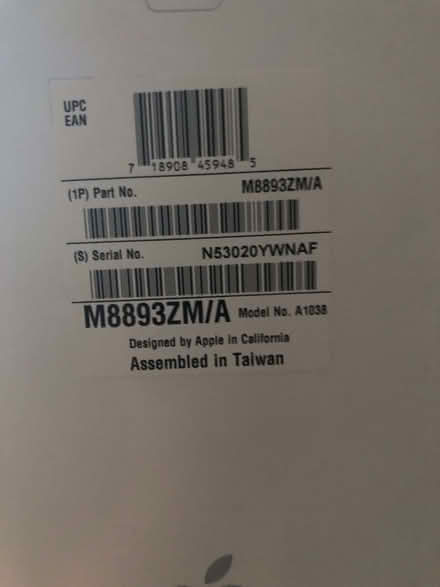 UPC
EAN
7 18908 45948 5
(1P) Part No. M8893ZM/A
(S) Serial No. N53020YWNAF
M8893ZM/A Model No. A1038
Designed by Apple in California
Assembled in Taiwan